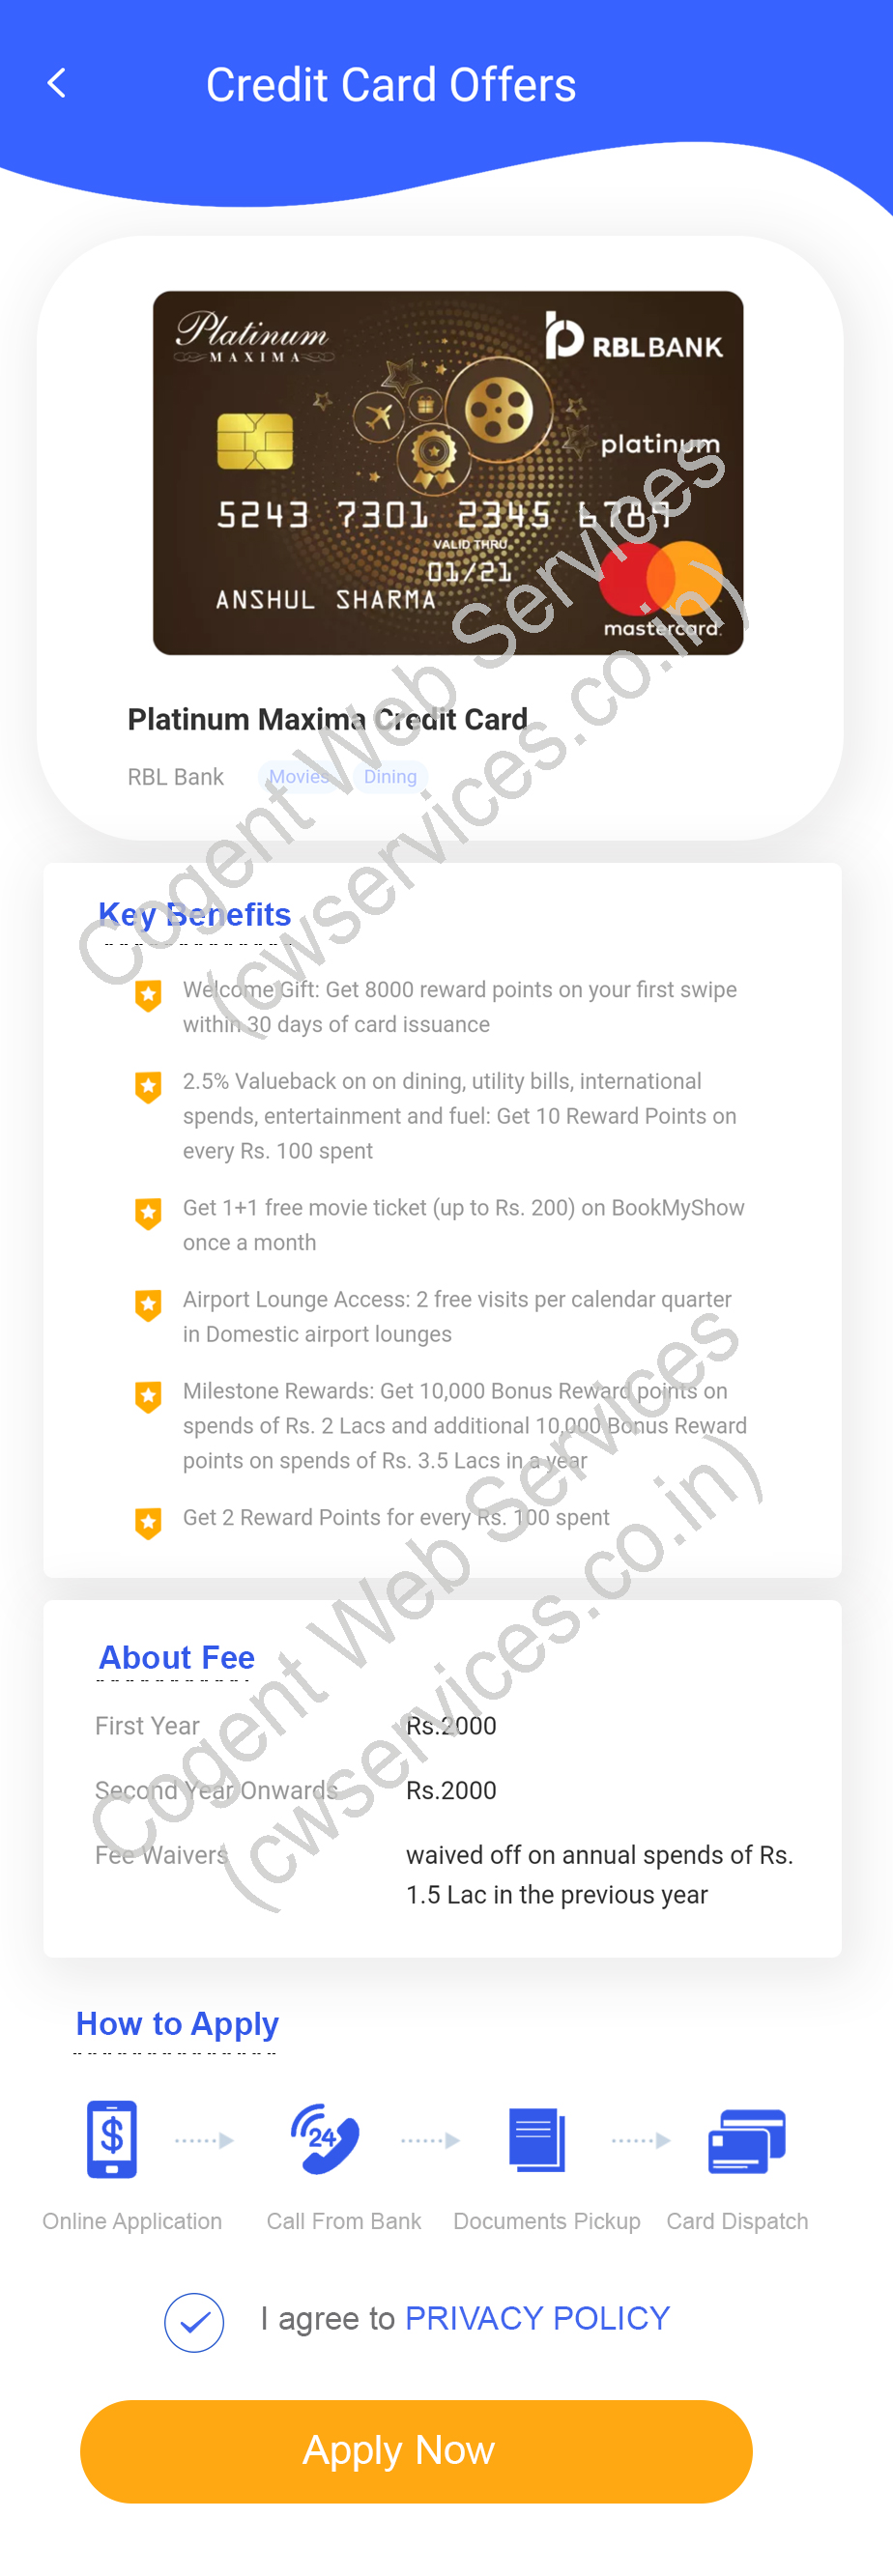 Credit Card Offers
Platinum
MAXIMA
RBLBANK
platinum
5243 7301 2345 6789
VALID THRU
01/21
ANSHUL SHARMA
mastercard.
Platinum Maxima Credit Card
RBL Bank Movies Dining
Cogent Web Services
(cwservices.co.in)
Key Benefits
Welcome Gift: Get 8000 reward points on your first swipe
within 30 days of card issuance
2.5% Valueback on on dining, utility bills, international
spends, entertainment and fuel: Get 10 Reward Points on
every Rs. 100 spent
Get 1+1 free movie ticket (up to Rs. 200) on BookMyShow
once a month
Airport Lounge Access: 2 free visits per calendar quarter
in Domestic airport lounges
Milestone Rewards: Get 10,000 Bonus Reward points on
spends of Rs. 2 Lacs and additional 10,000 Bonus Reward
points on spends of Rs. 3.5 Lacs in a year
Get 2 Reward Points for every Rs. 100 spent
Cogent Web Services
(cwservices.co.in)
About Fee
First Year Rs.2000
Second Year Onwards Rs.2000
Fee Waivers waived off on annual spends of Rs.
1.5 Lac in the previous year
How to Apply
$
24
Online Application Call From Bank Documents Pickup Card Dispatch
I agree to PRIVACY POLICY
Apply Now